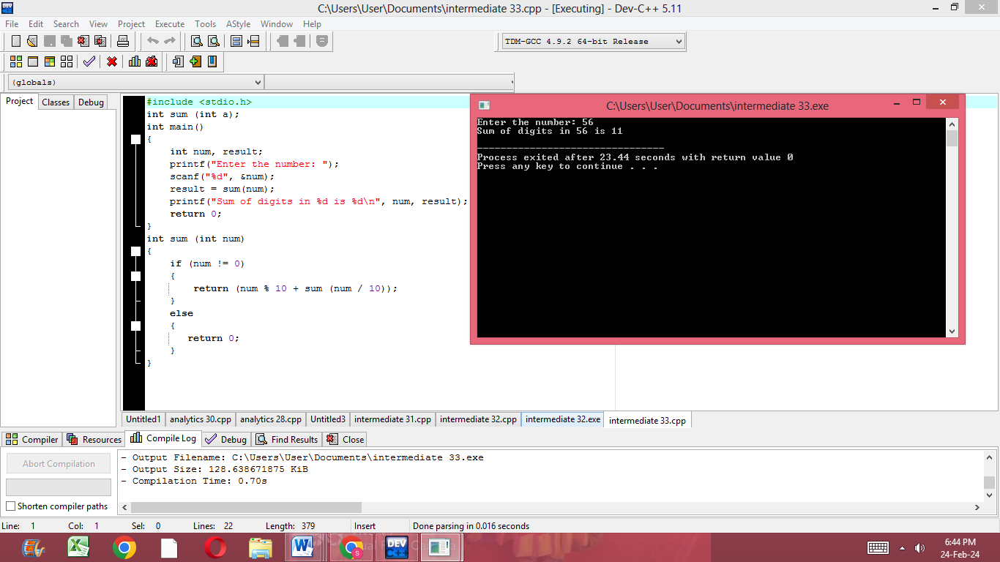 C:\Users\User\Documents\intermediate 33.cpp - [Executing] - Dev-C++ 5.11
File Edit Search View Project Execute Tools AStyle Window Help
TDM-GCC 4.9.2 64-bit Release
(globals)
Project Classes Debug
#include <stdio.h>
int sum (int a);
int main()
{
int num, result;
printf("Enter the number: ");
scanf("%d", &num);
result = sum(num);
printf("Sum of digits in %d is %d\n", num, result);
return 0;
}
int sum (int num)
{
if (num != 0)
{
return (num % 10 + sum (num / 10));
}
else
{
return 0;
}
}
C:\Users\User\Documents\intermediate 33.exe
Enter the number: 56
Sum of digits in 56 is 11
--------------------------------
Process exited after 23.44 seconds with return value 0
Press any key to continue . . .
Untitled1 analytics 30.cpp analytics 28.cpp Untitled3 intermediate 31.cpp intermediate 32.cpp intermediate 32.exe intermediate 33.cpp
Compiler Resources Compile Log Debug Find Results Close
Abort Compilation
Shorten compiler paths
- Output Filename: C:\Users\User\Documents\intermediate 33.exe
- Output Size: 128.638671875 KiB
- Compilation Time: 0.70s
Line: 1 Col: 1 Sel: 0 Lines: 22 Length: 379 Insert Done parsing in 0.016 seconds
DEV C++
6:44 PM
24-Feb-24